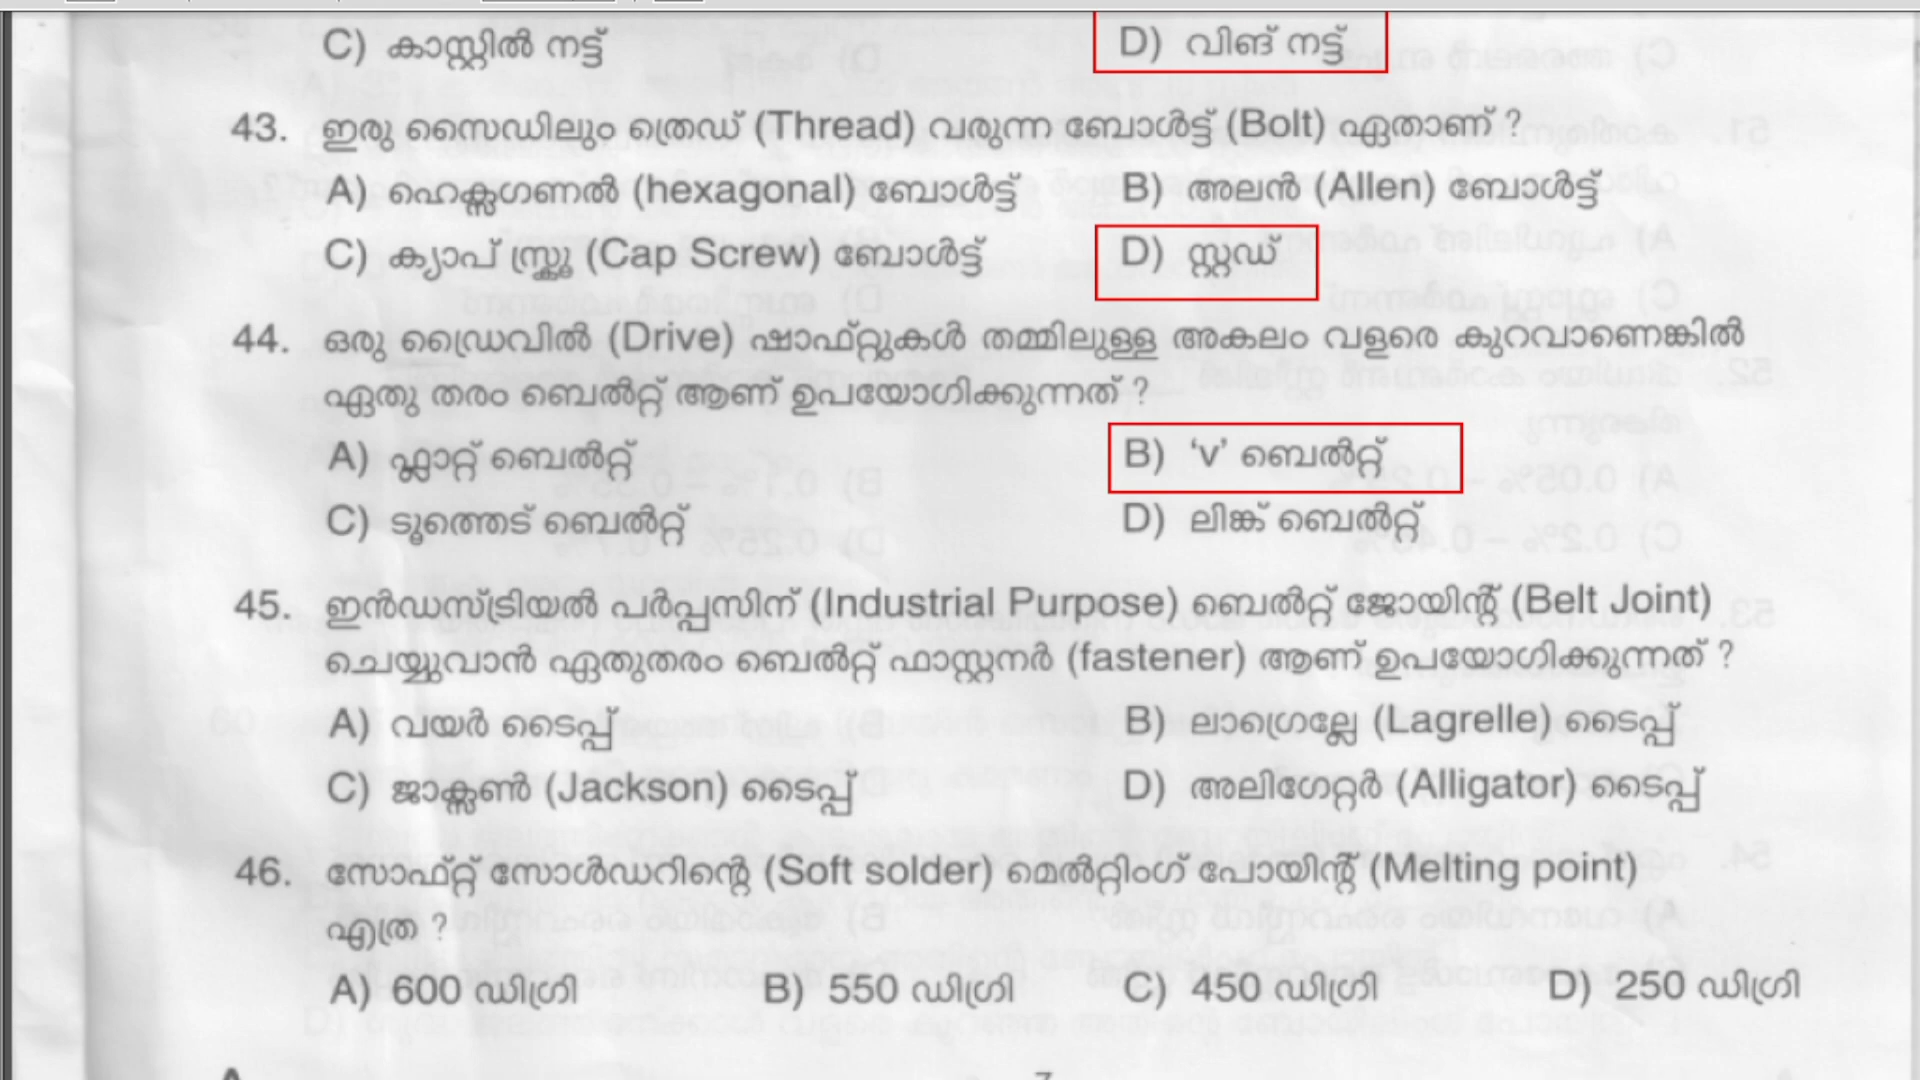 C) കാസ്റ്റിൽ നട്ട് D) വിങ് നട്ട്
43. ഇരു സൈഡിലും ത്രെഡ് (Thread) വരുന്ന ബോൾട്ട് (Bolt) ഏതാണ് ?
A) ഹെക്സഗണൽ (hexagonal) ബോൾട്ട് B) അലൻ (Allen) ബോൾട്ട്
C) ക്യാപ് സ്ക്രൂ (Cap Screw) ബോൾട്ട് D) സ്റ്റഡ്
44. ഒരു ഡ്രൈവിൽ (Drive) ഷാഫ്റ്റുകൾ തമ്മിലുള്ള അകലം വളരെ കുറവാണെങ്കിൽ
ഏതു തരം ബെൽറ്റ് ആണ് ഉപയോഗിക്കുന്നത് ?
A) ഫ്ലാറ്റ് ബെൽറ്റ് B) ‘v’ ബെൽറ്റ്
C) ടൂത്തെട് ബെൽറ്റ് D) ലിങ്ക് ബെൽറ്റ്
45. ഇൻഡസ്ട്രിയൽ പർപ്പസിന് (Industrial Purpose) ബെൽറ്റ് ജോയിന്റ് (Belt Joint)
ചെയ്യുവാൻ ഏതുതരം ബെൽറ്റ് ഫാസ്റ്റനർ (fastener) ആണ് ഉപയോഗിക്കുന്നത് ?
A) വയർ ടൈപ്പ് B) ലാഗ്രെല്ലേ (Lagrelle) ടൈപ്പ്
C) ജാക്സൺ (Jackson) ടൈപ്പ് D) അലിഗേറ്റർ (Alligator) ടൈപ്പ്
46. സോഫ്റ്റ് സോൾഡറിന്റെ (Soft solder) മെൽറ്റിംഗ് പോയിന്റ് (Melting point)
എത്ര ?
A) 600 ഡിഗ്രി B) 550 ഡിഗ്രി C) 450 ഡിഗ്രി D) 250 ഡിഗ്രി